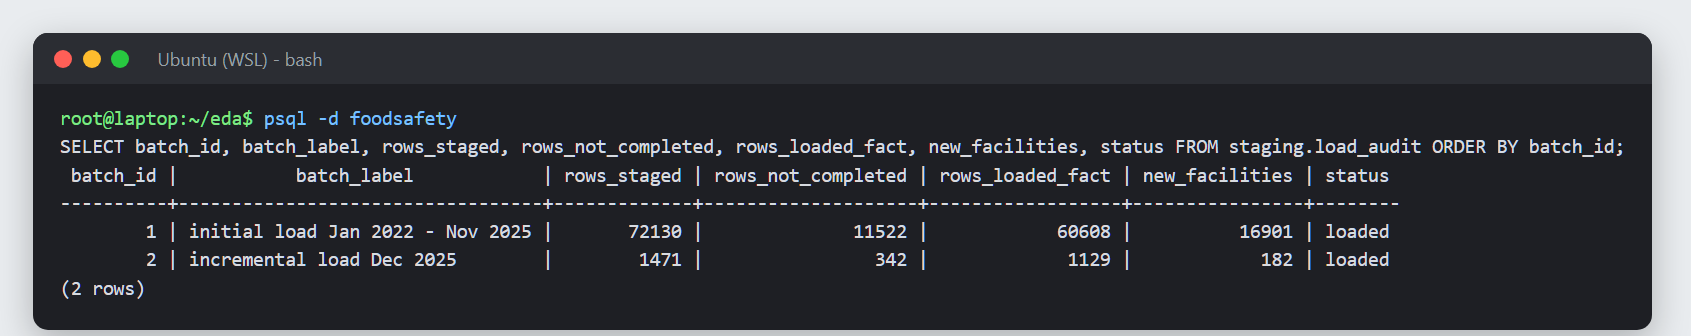 Ubuntu (WSL) - bash
root@laptop:~/eda$ psql -d foodsafety
SELECT batch_id, batch_label, rows_staged, rows_not_completed, rows_loaded_fact, new_facilities, status FROM staging.load_audit ORDER BY batch_id;
 batch_id |           batch_label            | rows_staged | rows_not_completed | rows_loaded_fact | new_facilities | status
----------+----------------------------------+-------------+--------------------+------------------+----------------+--------
        1 | initial load Jan 2022 - Nov 2025 |       72130 |              11522 |            60608 |          16901 | loaded
        2 | incremental load Dec 2025        |        1471 |                342 |             1129 |            182 | loaded
(2 rows)